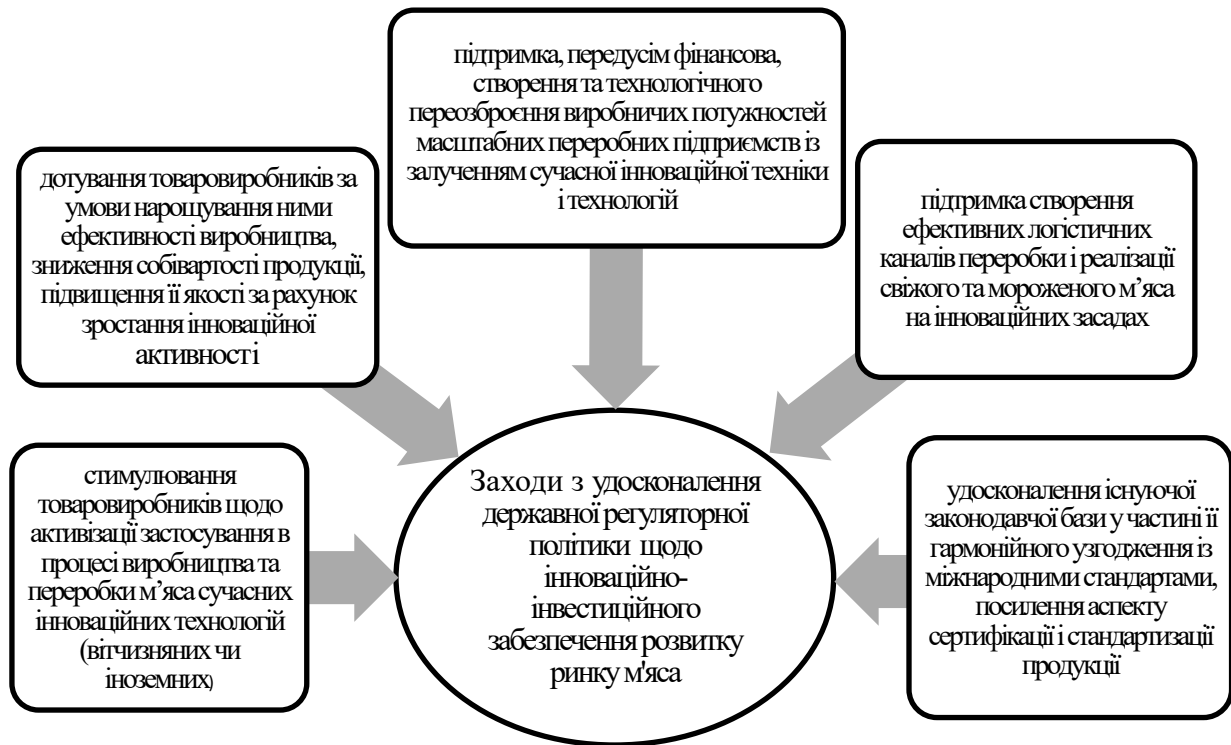 підтримка, передусім фінансова,
створення та технологічного
переозброєння виробничих потужностей
масштабних переробних підприємств із
залученням сучасної інноваційної техніки
і технологій
дотування товаровиробників за
умови нарощування ними
ефективності виробництва,
зниження собівартості продукції,
підвищення її якості за рахунок
зростання інноваційної
активності
підтримка створення
ефективних логістичних
каналів переробки і реалізації
свіжого та мороженого м’яса
на інноваційних засадах
стимулювання
товаровиробників щодо
активізації застосування в
процесі виробництва та
переробки м’яса сучасних
інноваційних технологій
(вітчизняних чи
іноземних)
Заходи з удосконалення
державної регуляторної
політики щодо
інноваційно-
інвестиційного
забезпечення розвитку
ринку м'яса
удосконалення існуючої
законодавчої бази у частині її
гармонійного узгодження із
міжнародними стандартами,
посилення аспекту
сертифікації і стандартизації
продукції